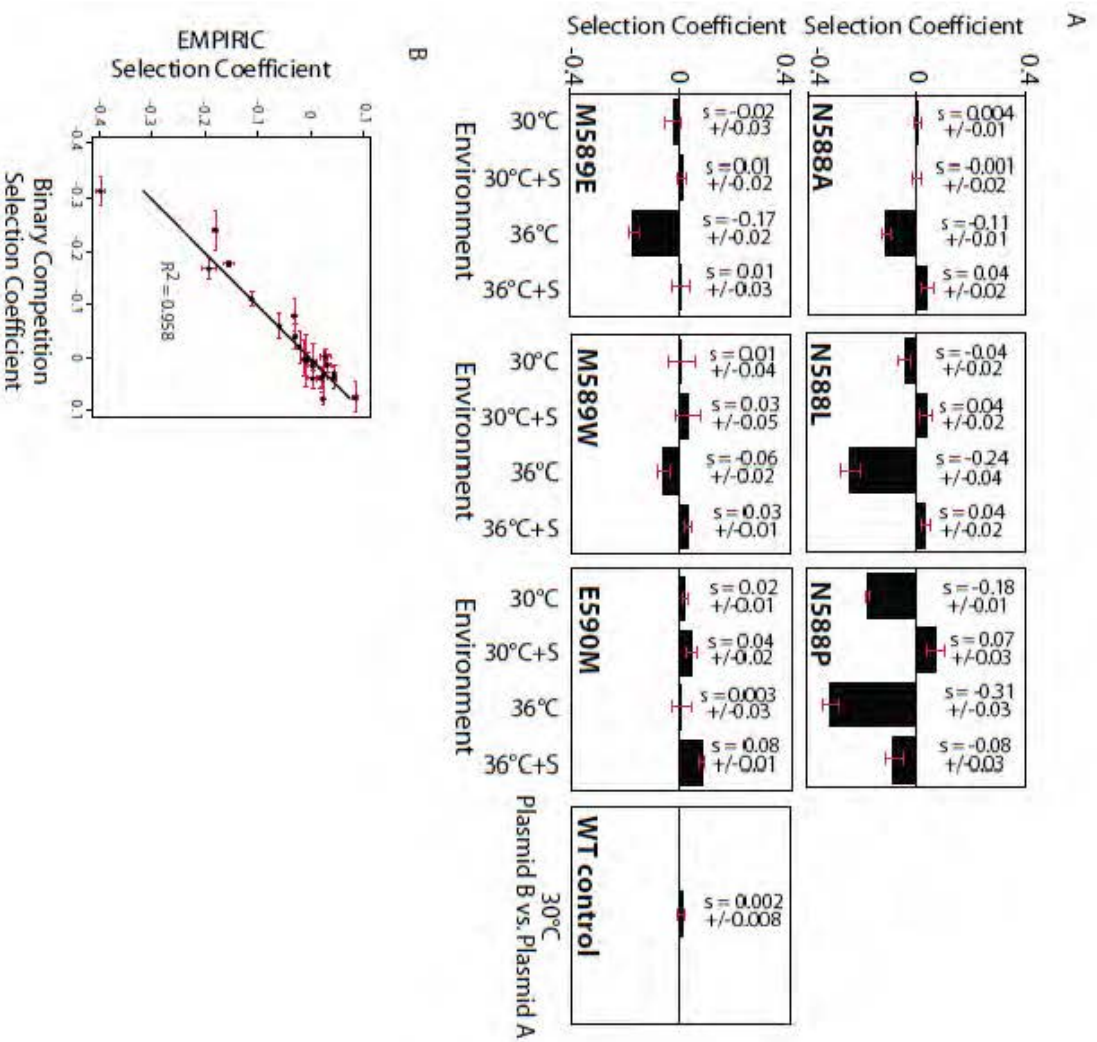 A
Selection Coefficient
0.4
0.0
-0.4
s = 0.004
+/-0.01
s = -0.001
+/-0.02
s = -0.11
+/-0.01
s = 0.04
+/-0.02
N588A
s = -0.04
+/-0.02
s = 0.04
+/-0.02
s = -0.24
+/-0.04
s = 0.04
+/-0.02
N588L
s = -0.18
+/-0.01
s = 0.07
+/-0.03
s = -0.31
+/-0.03
s = -0.08
+/-0.03
N588P
Selection Coefficient
0.4
0.0
-0.4
s = -0.02
+/-0.03
s = 0.01
+/-0.02
s = -0.17
+/-0.02
s = 0.01
+/-0.03
M589E
30°C
30°C+S
36°C
36°C+S
Environment
s = 0.01
+/-0.04
s = 0.03
+/-0.05
s = -0.06
+/-0.02
s = 0.03
+/-0.01
M589W
30°C
30°C+S
36°C
36°C+S
Environment
s = 0.02
+/-0.01
s = 0.04
+/-0.02
s = 0.003
+/-0.03
s = 0.08
+/-0.01
E590M
30°C
30°C+S
36°C
36°C+S
Environment
s = 0.002
+/-0.008
WT control
30°C
Plasmid B vs. Plasmid A
B
EMPIRIC
Selection Coefficient
0.1
0
-0.1
-0.2
-0.3
-0.4
R2 = 0.958
-0.4
-0.3
-0.2
-0.1
0
0.1
Binary Competition
Selection Coefficient